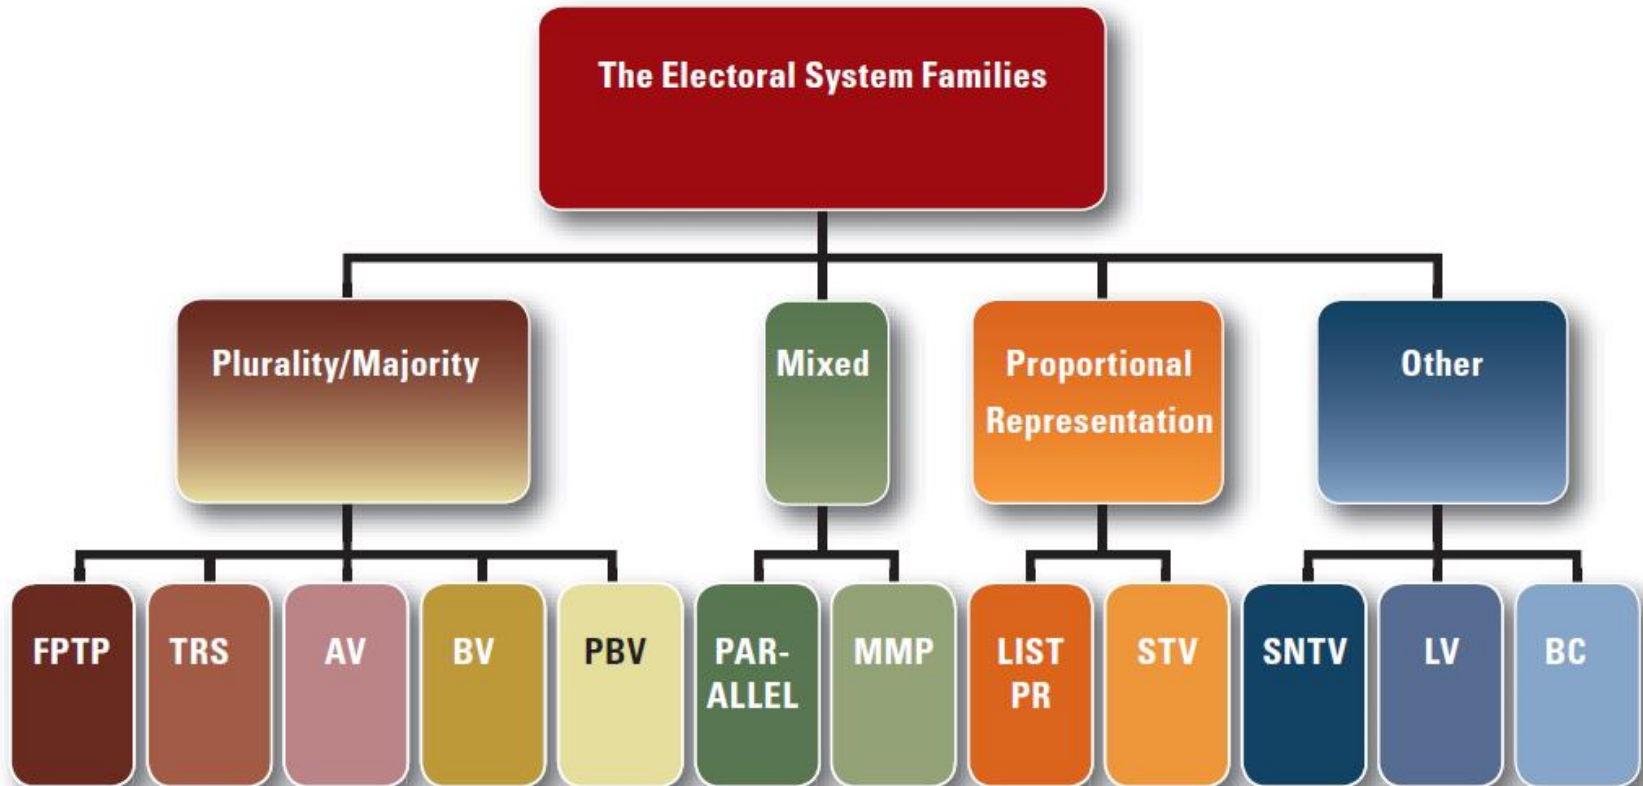 The Electoral System Families
Plurality/Majority
Mixed
Proportional
Representation
Other
FPTP
TRS
AV
BV
PBV
PAR-
ALLEL
MMP
LIST
PR
STV
SNTV
LV
BC